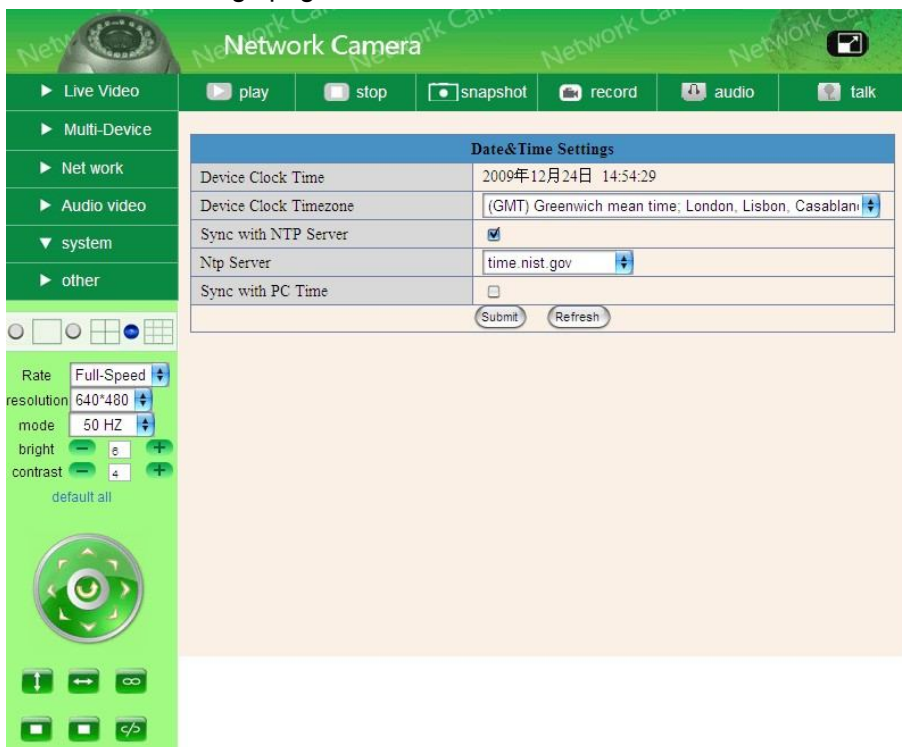 Network Camera
Live Video
play
stop
snapshot
record
audio
talk
Multi-Device
Net work
Audio video
system
other
Date&Time Settings
Device Clock Time 2009年12月24日 14:54:29
Device Clock Timezone (GMT) Greenwich mean time; London, Lisbon, Casablan
Sync with NTP Server
Ntp Server time.nist.gov
Sync with PC Time
Submit Refresh
Rate Full-Speed
resolution 640*480
mode 50 HZ
bright 6
contrast 4
default all